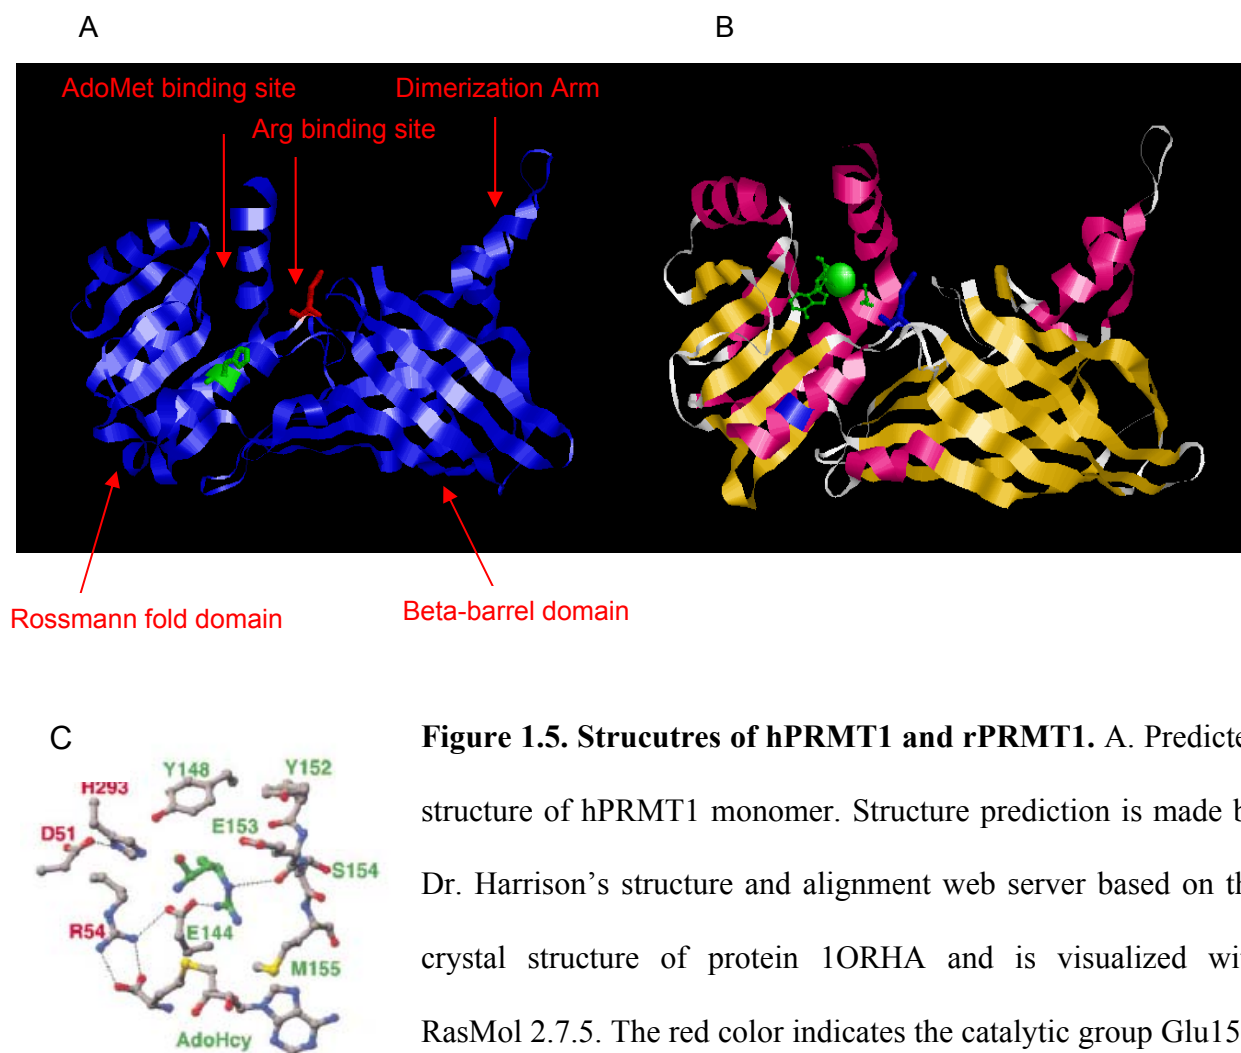 A
B
AdoMet binding site
Dimerization Arm
Arg binding site
Rossmann fold domain
Beta-barrel domain
C
Y148
Y152
H293
D51
E153
S154
R54
E144
M155
AdoHcy
Figure 1.5. Strucutres of hPRMT1 and rPRMT1. A. Predicte
structure of hPRMT1 monomer. Structure prediction is made b
Dr. Harrison’s structure and alignment web server based on th
crystal structure of protein 1ORHA and is visualized wit
RasMol 2.7.5. The red color indicates the catalytic group Glu15